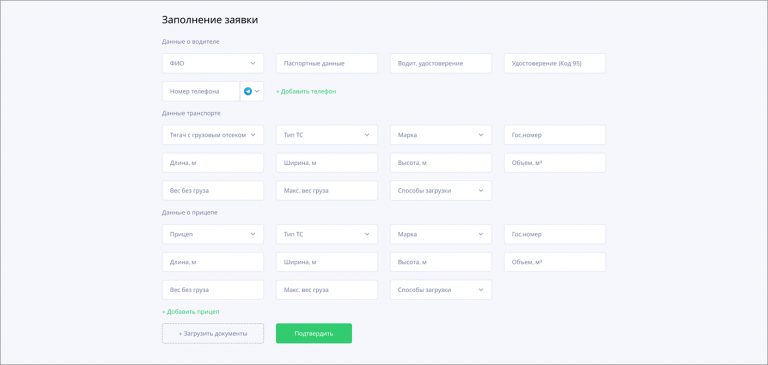 Заполнение заявки
Данные о водителе
ФИО Паспортные данные Водит. удостоверение Удостоверение (Код 95)
Номер телефона + Добавить телефон
Данные транспорте
Тягач с грузовым отсеком Тип ТС Марка Гос.номер
Длина, м Ширина, м Высота, м Объем, м³
Вес без груза Макс. вес груза Способы загрузки
Данные о прицепе
Прицеп Тип ТС Марка Гос.номер
Длина, м Ширина, м Высота, м Объем, м³
Вес без груза Макс. вес груза Способы загрузки
+ Добавить прицеп
+ Загрузить документы Подтвердить